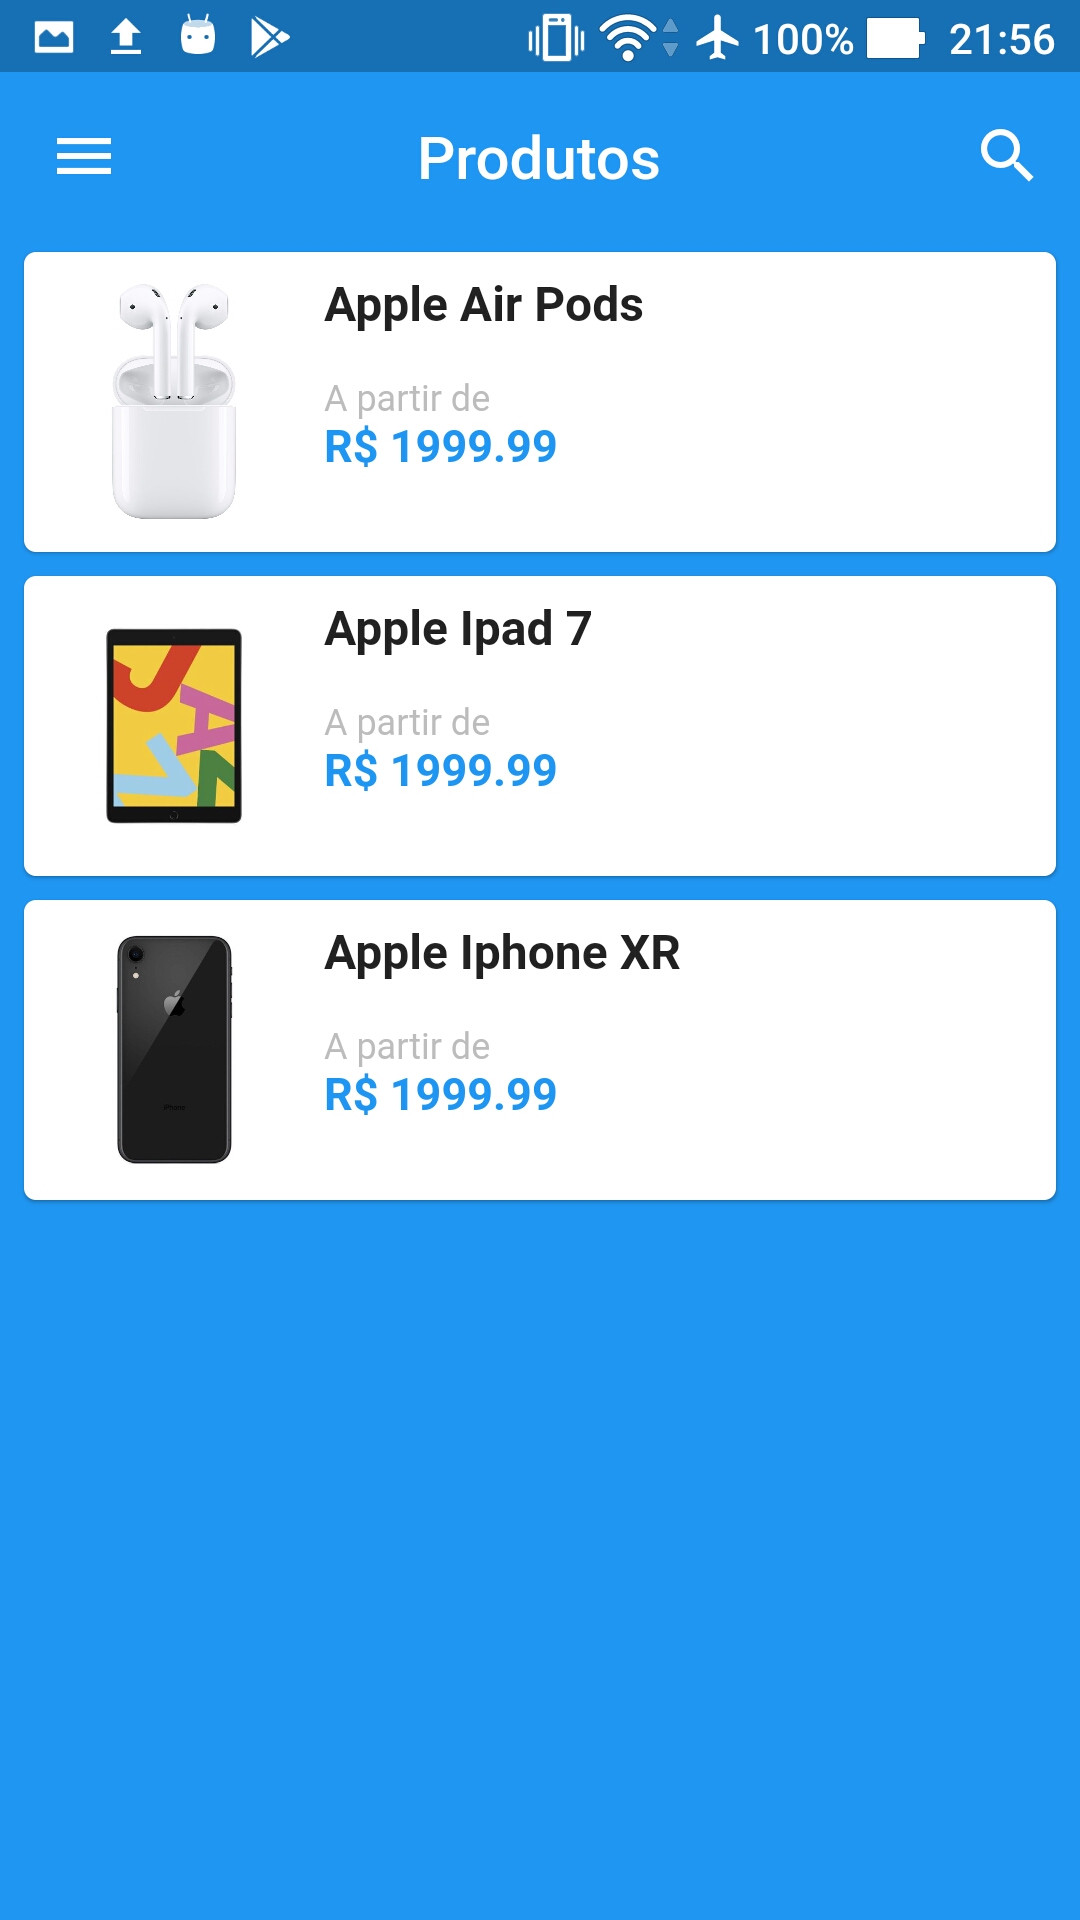 100% 21:56
Produtos
Apple Air Pods
A partir de
R$ 1999.99
Apple Ipad 7
A partir de
R$ 1999.99
Apple Iphone XR
A partir de
R$ 1999.99
iPhone